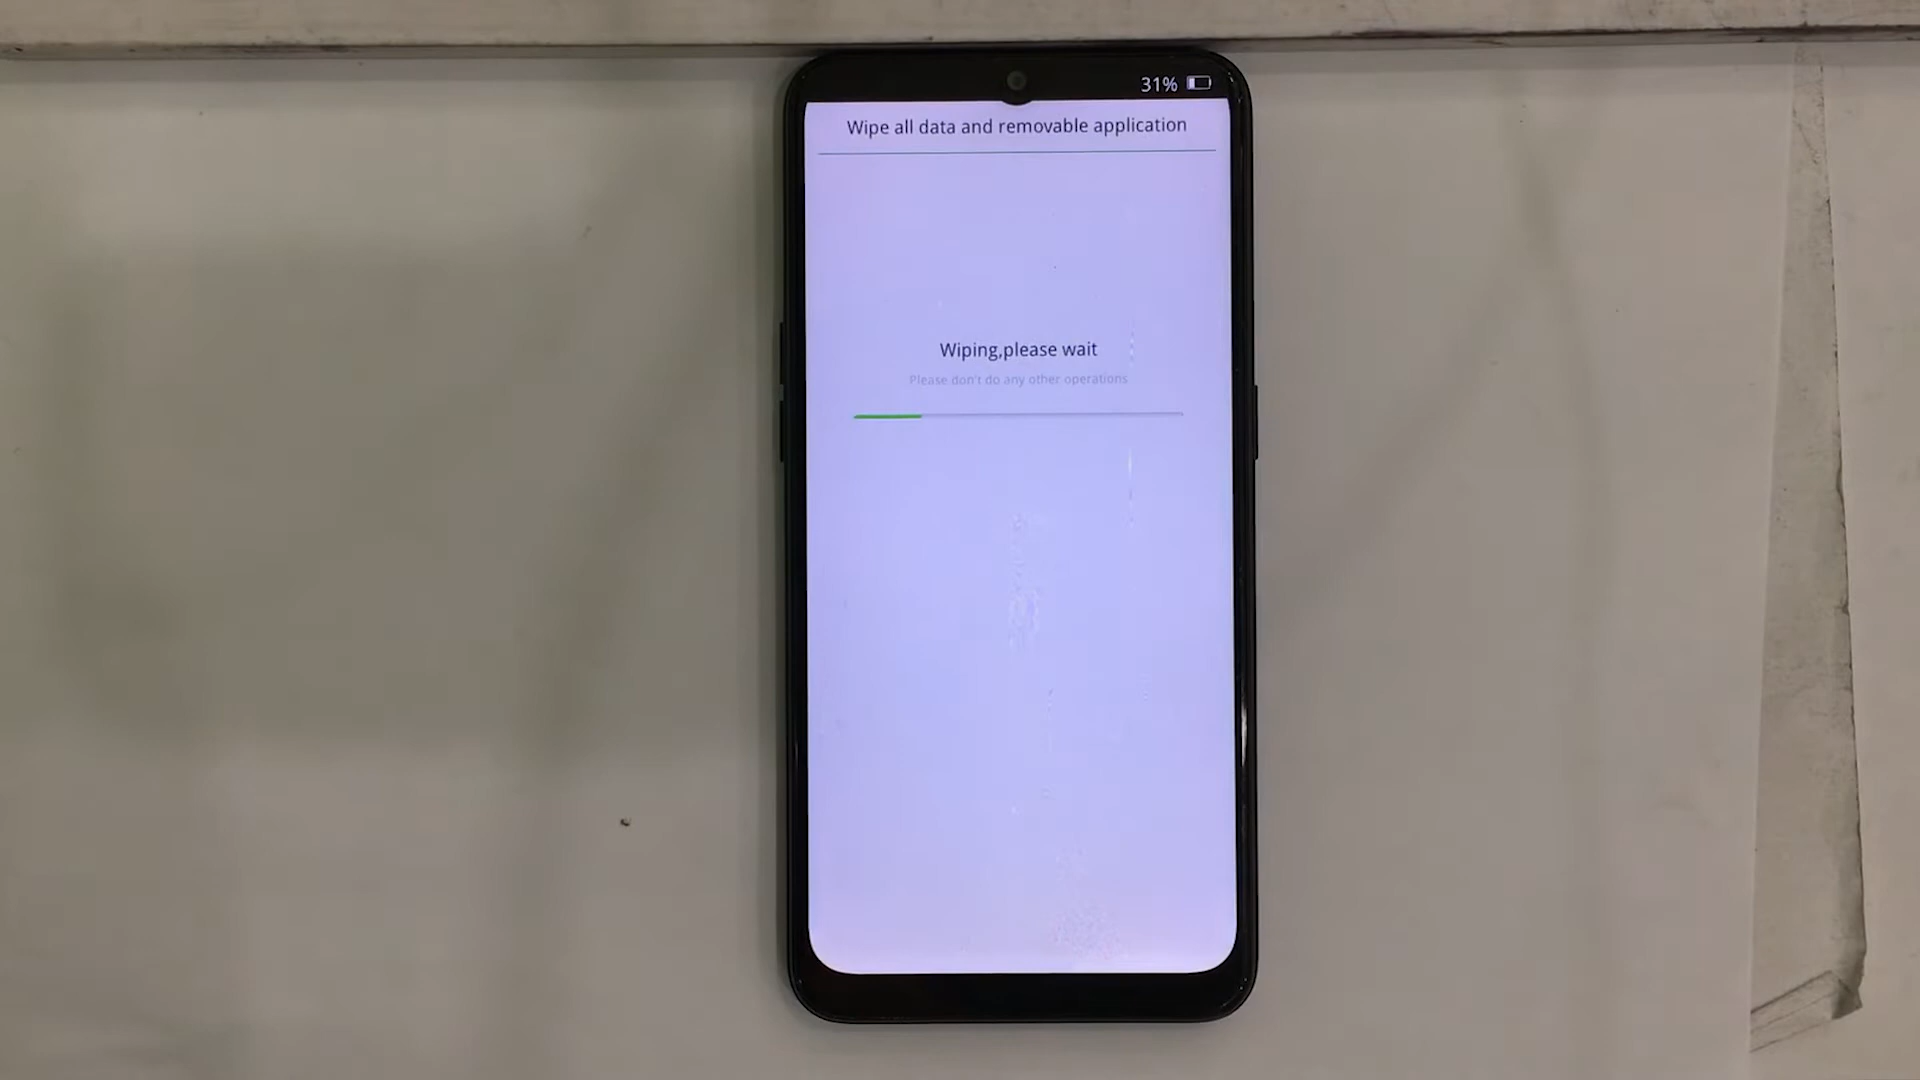 31%
Wipe all data and removable application
Wiping,please wait
Please don't do any other operations